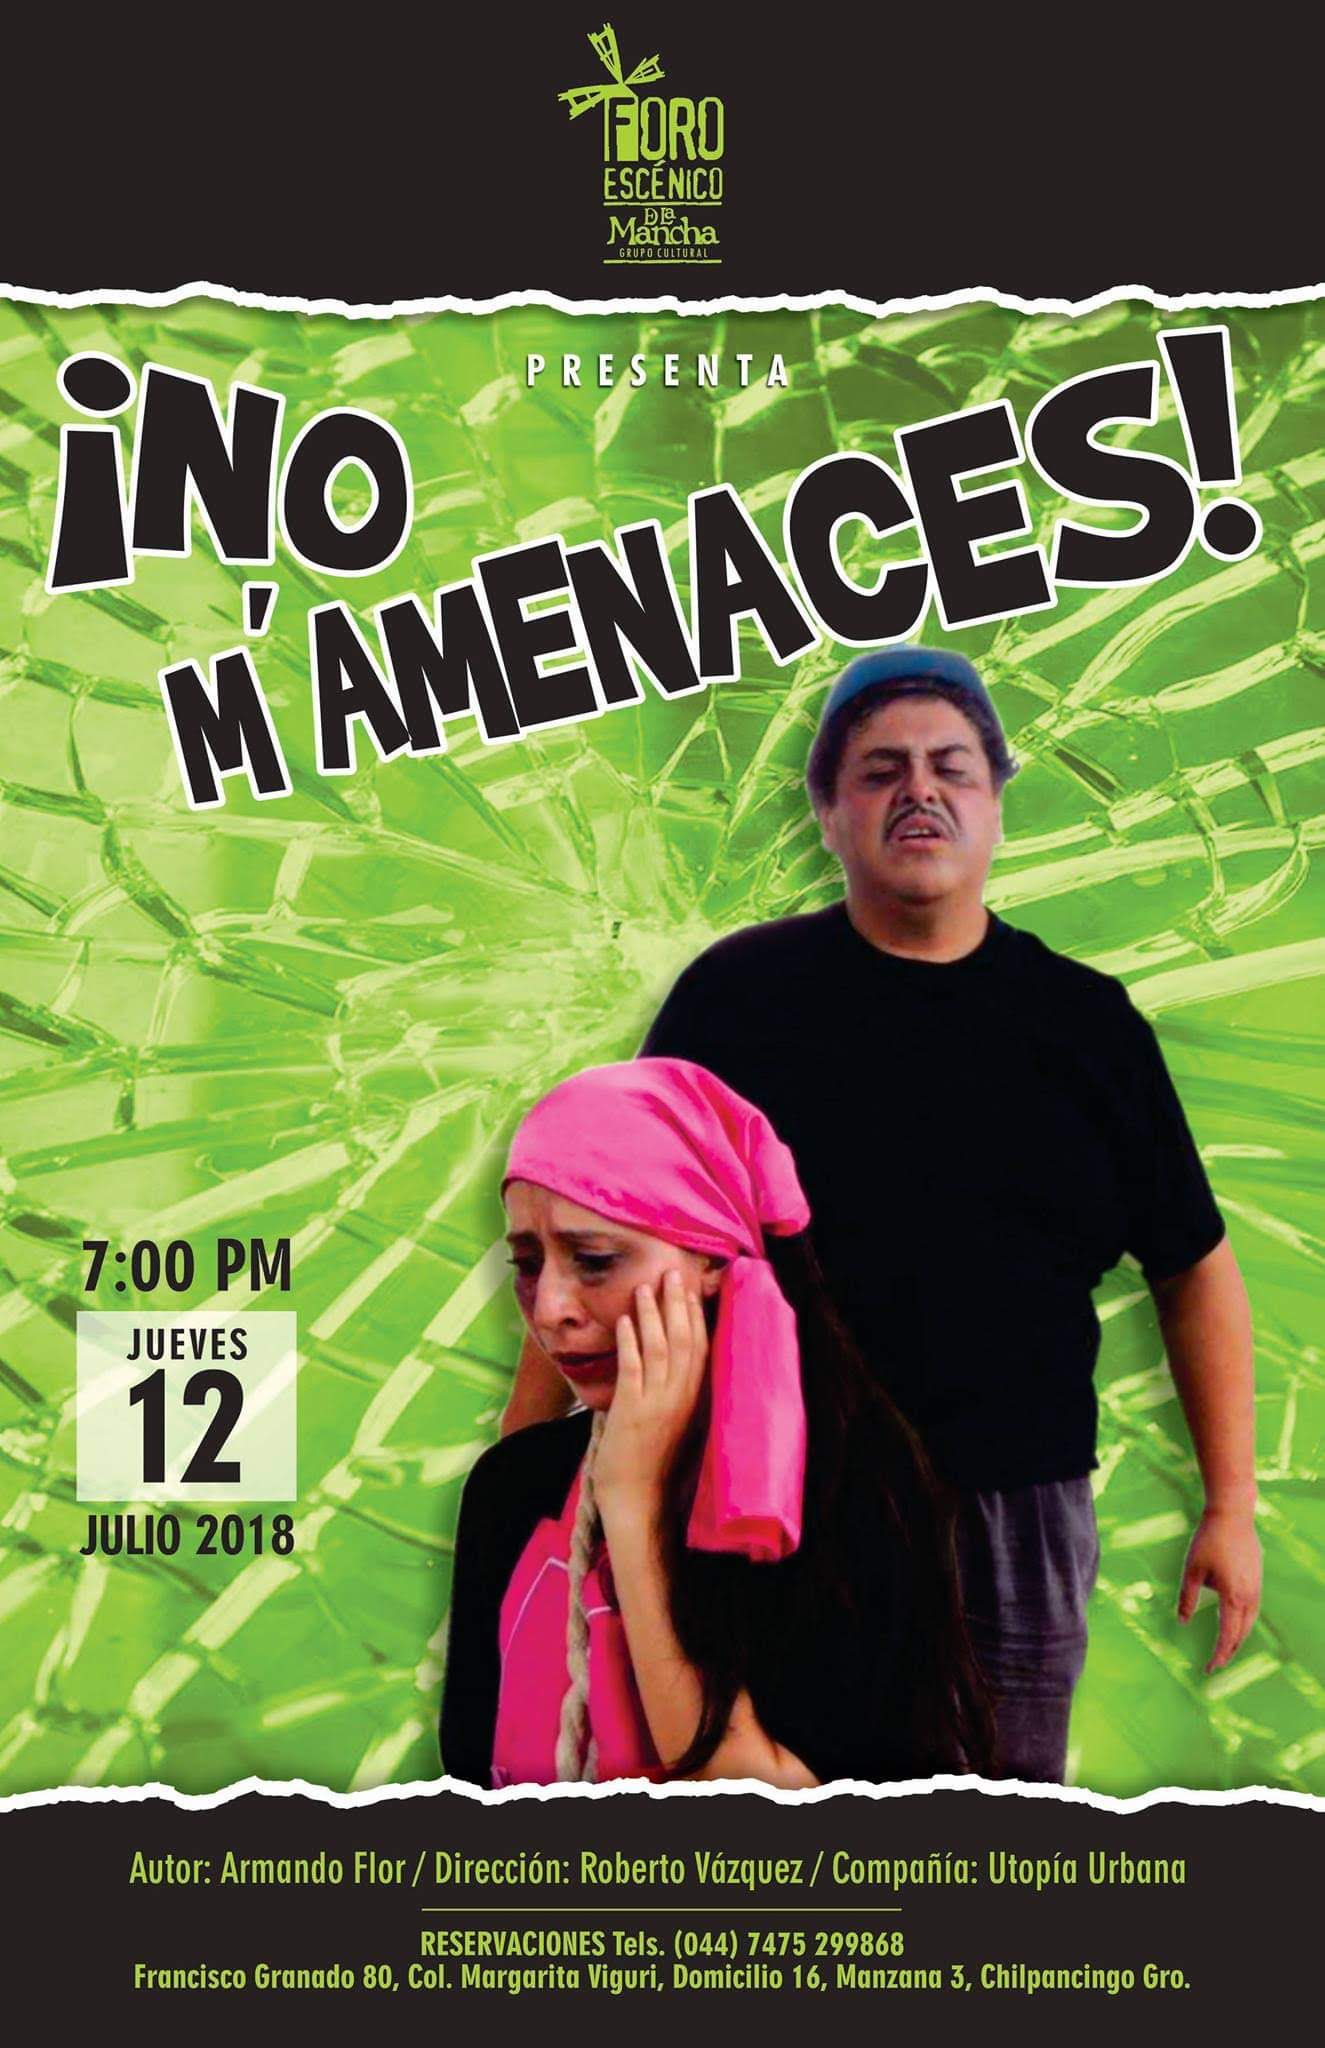 FORO
ESCÉNICO
D La
Mancha
GRUPO CULTURAL
PRESENTA
¡NO
M'AMENACES!
7:00 PM
JUEVES
12
JULIO 2018
Autor: Armando Flor / Dirección: Roberto Vázquez / Compañía: Utopía Urbana
RESERVACIONES Tels. (044) 7475 299868
Francisco Granado 80, Col. Margarita Viguri, Domicilio 16, Manzana 3, Chilpancingo Gro.